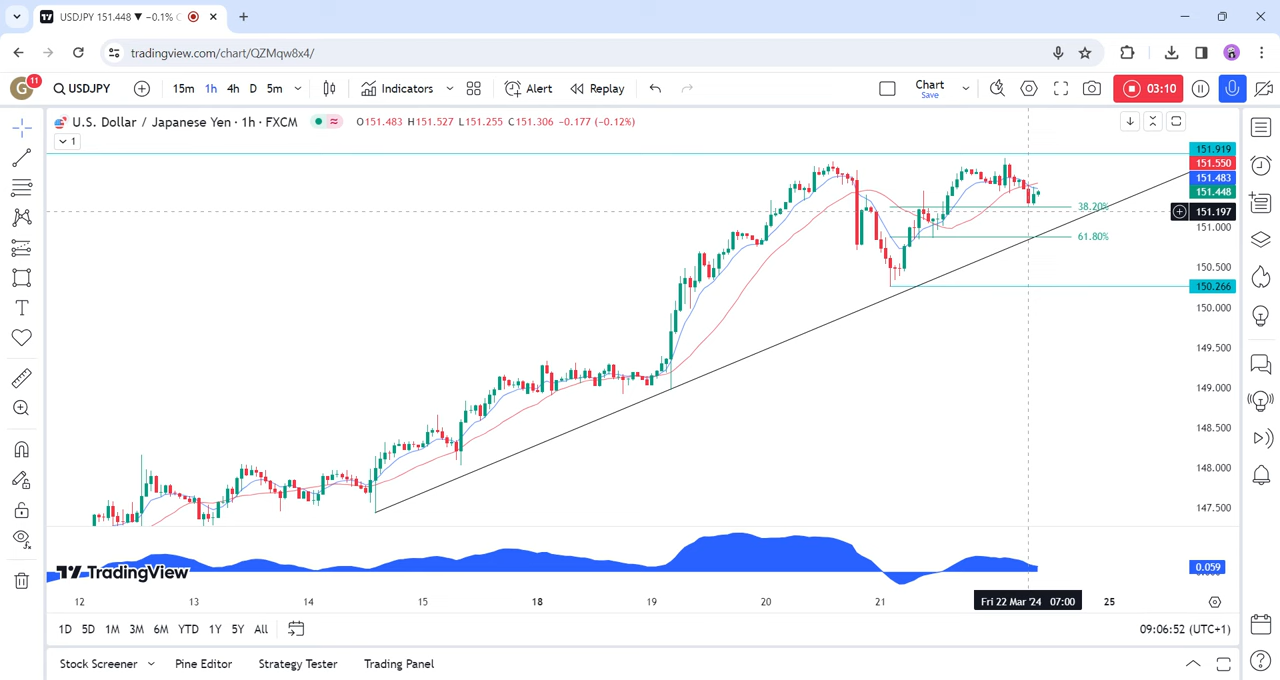 USDJPY 151.448 ▼ −0.1%
tradingview.com/chart/QZMqw8x4/
G 11 USDJPY 15m 1h 4h D 5m Indicators Alert Replay Chart Save 03:10
U.S. Dollar / Japanese Yen · 1h · FXCM O151.483 H151.527 L151.255 C151.306 −0.177 (−0.12%)
1
151.919
151.550
151.483
151.448
38.20%
151.197
151.000
61.80%
150.500
150.266
150.000
149.500
149.000
148.500
148.000
147.500
TradingView
0.059
12 13 14 15 18 19 20 21 Fri 22 Mar '24 07:00 25
1D 5D 1M 3M 6M YTD 1Y 5Y All 09:06:52 (UTC+1)
Stock Screener Pine Editor Strategy Tester Trading Panel